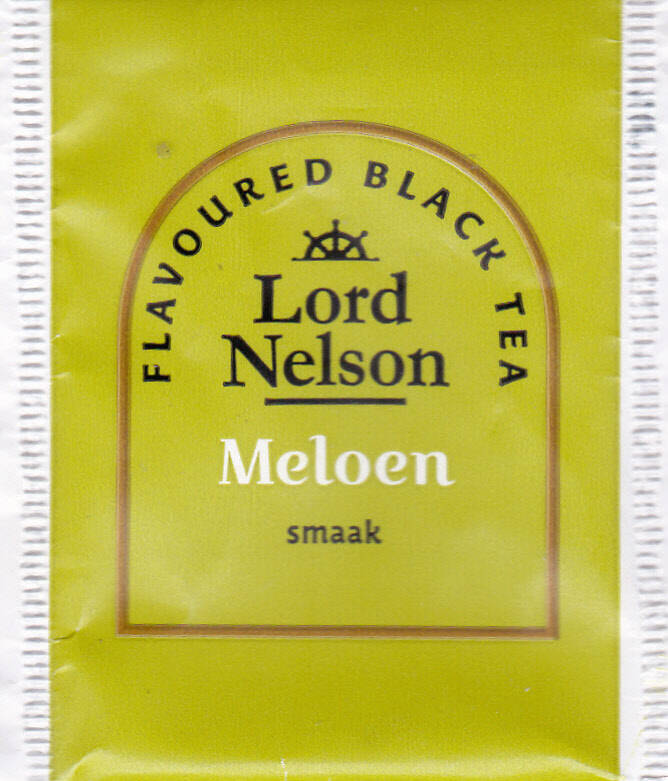 FLAVOURED BLACK TEA
Lord
Nelson
Meloen
smaak